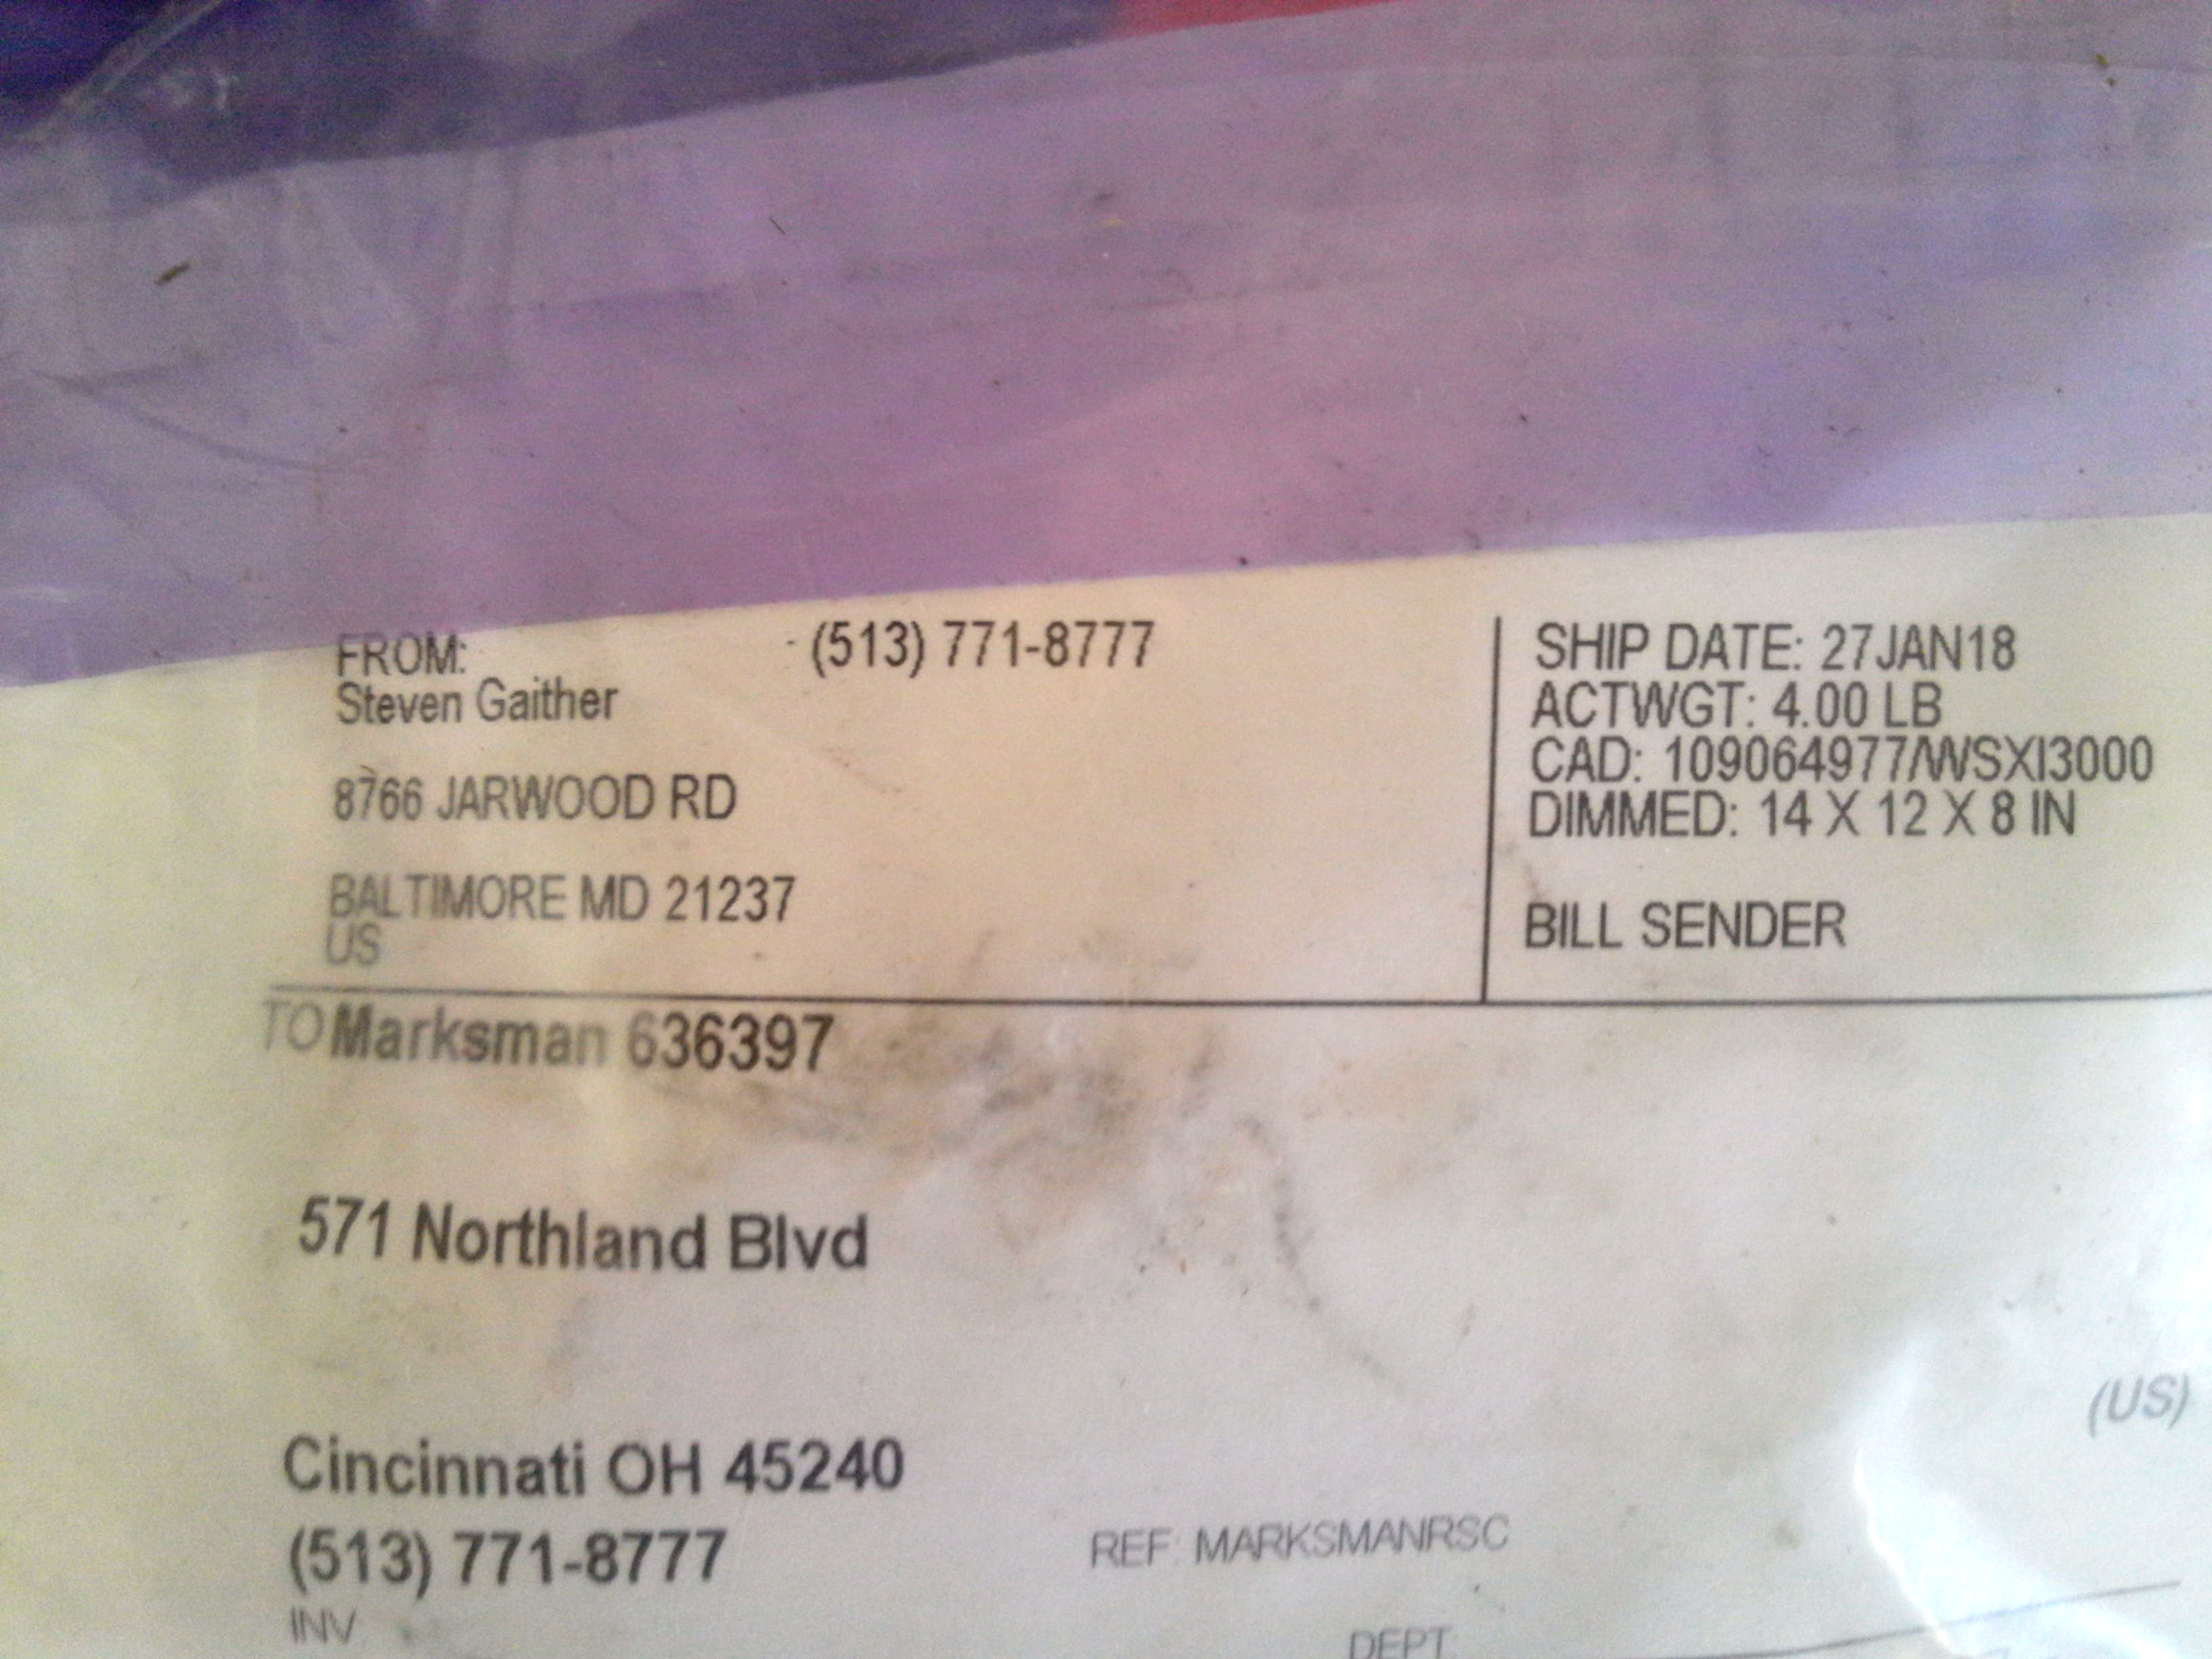 FROM: (513) 771-8777
Steven Gaither
8766 JARWOOD RD
BALTIMORE MD 21237
US
SHIP DATE: 27JAN18
ACTWGT: 4.00 LB
CAD: 109064977/WSXI3000
DIMMED: 14 X 12 X 8 IN
BILL SENDER
TO Marksman 636397
571 Northland Blvd
(US)
Cincinnati OH 45240
(513) 771-8777
REF: MARKSMANRSC
INV
DEPT